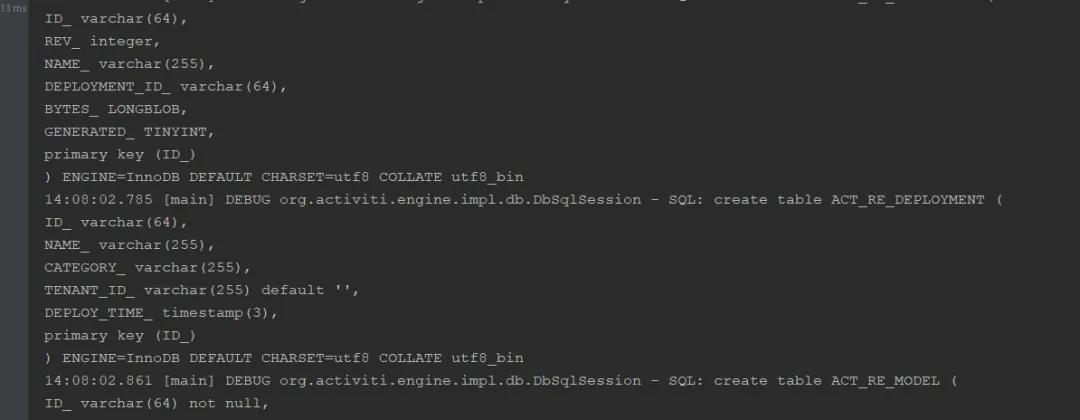 13 ms
ID_ varchar(64),
REV_ integer,
NAME_ varchar(255),
DEPLOYMENT_ID_ varchar(64),
BYTES_ LONGBLOB,
GENERATED_ TINYINT,
primary key (ID_)
) ENGINE=InnoDB DEFAULT CHARSET=utf8 COLLATE utf8_bin
14:08:02.785 [main] DEBUG org.activiti.engine.impl.db.DbSqlSession - SQL: create table ACT_RE_DEPLOYMENT (
ID_ varchar(64),
NAME_ varchar(255),
CATEGORY_ varchar(255),
TENANT_ID_ varchar(255) default '',
DEPLOY_TIME_ timestamp(3),
primary key (ID_)
) ENGINE=InnoDB DEFAULT CHARSET=utf8 COLLATE utf8_bin
14:08:02.861 [main] DEBUG org.activiti.engine.impl.db.DbSqlSession - SQL: create table ACT_RE_MODEL (
ID_ varchar(64) not null,